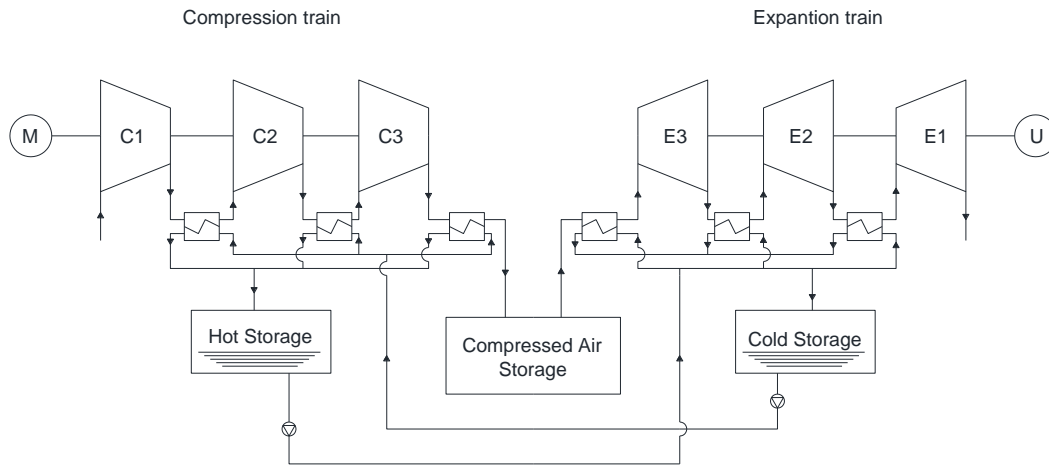 Compression train
Expantion train
M
C1
C2
C3
E3
E2
E1
U
Hot Storage
Compressed Air
Storage
Cold Storage